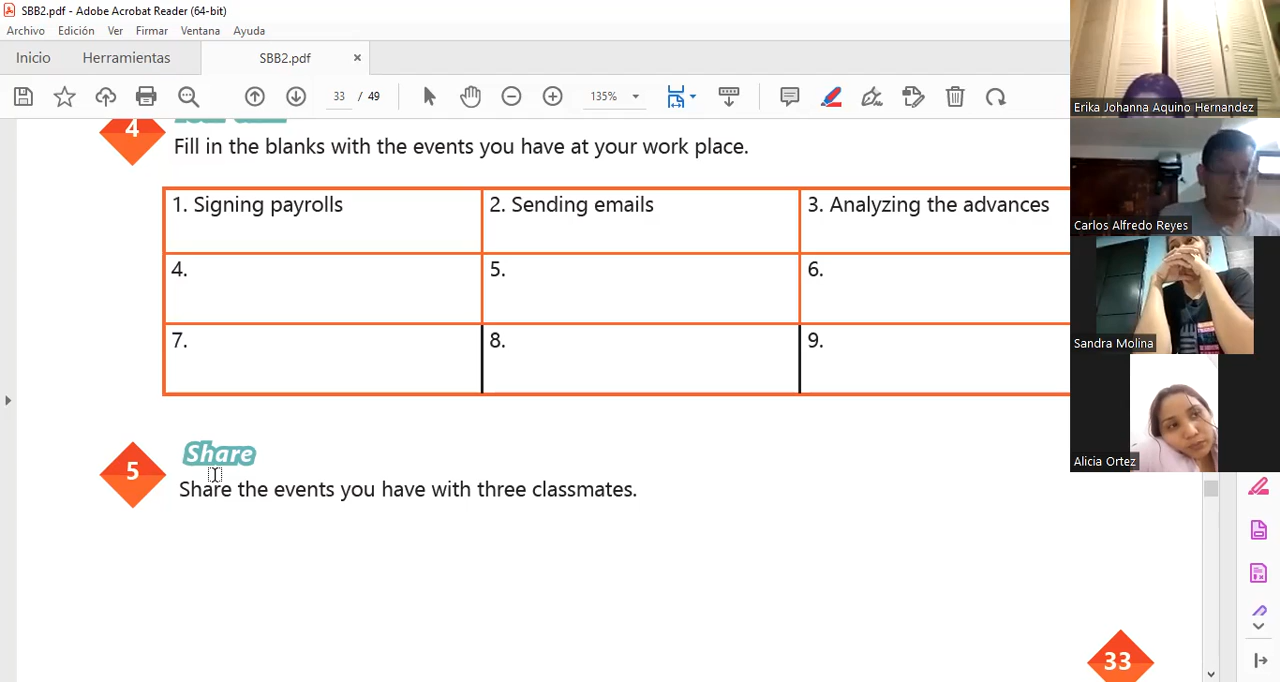 SBB2.pdf - Adobe Acrobat Reader (64-bit)
Archivo Edición Ver Firmar Ventana Ayuda
Inicio Herramientas SBB2.pdf ×
33 / 49 135%
4
Fill in the blanks with the events you have at your work place.
1. Signing payrolls 2. Sending emails 3. Analyzing the advances
4. 5. 6.
7. 8. 9.
5 Share
Share the events you have with three classmates.
33
Erika Johanna Aquino Hernandez
Carlos Alfredo Reyes
Sandra Molina
Alicia Ortez